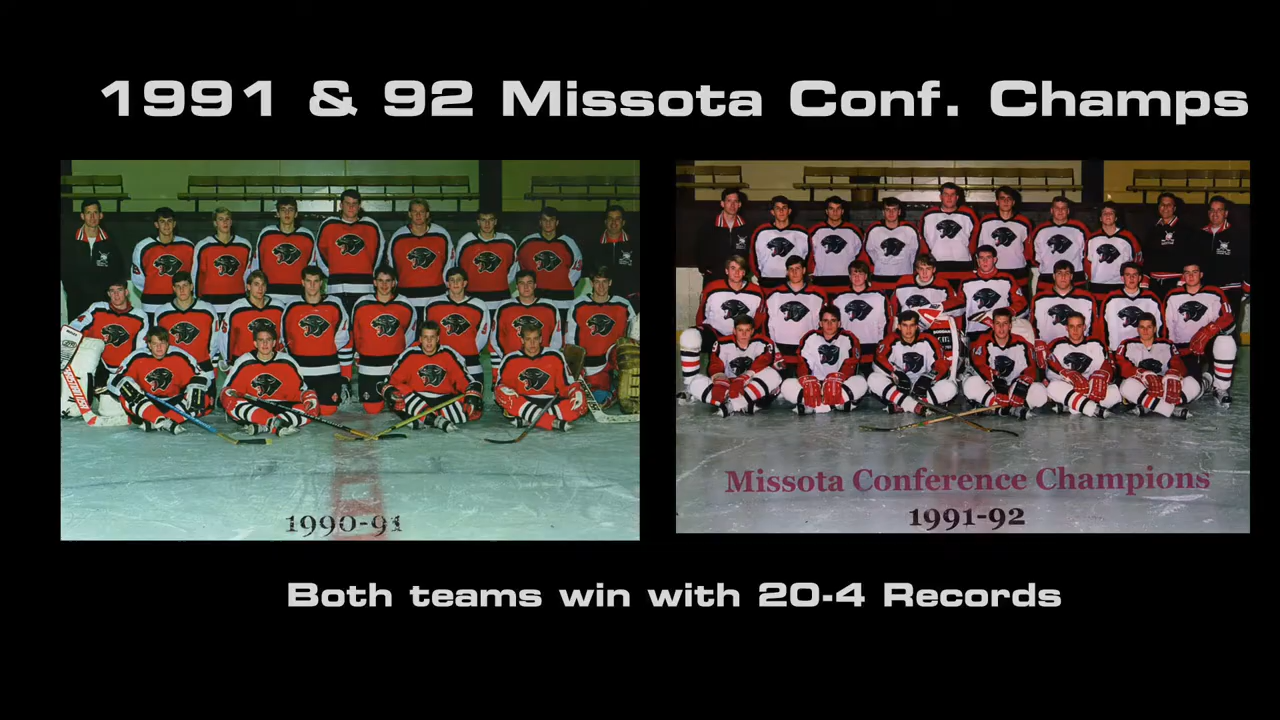 1991 & 92 Missota Conf. Champs
1990-91
Missota Conference Champions
1991-92
Both teams win with 20-4 Records